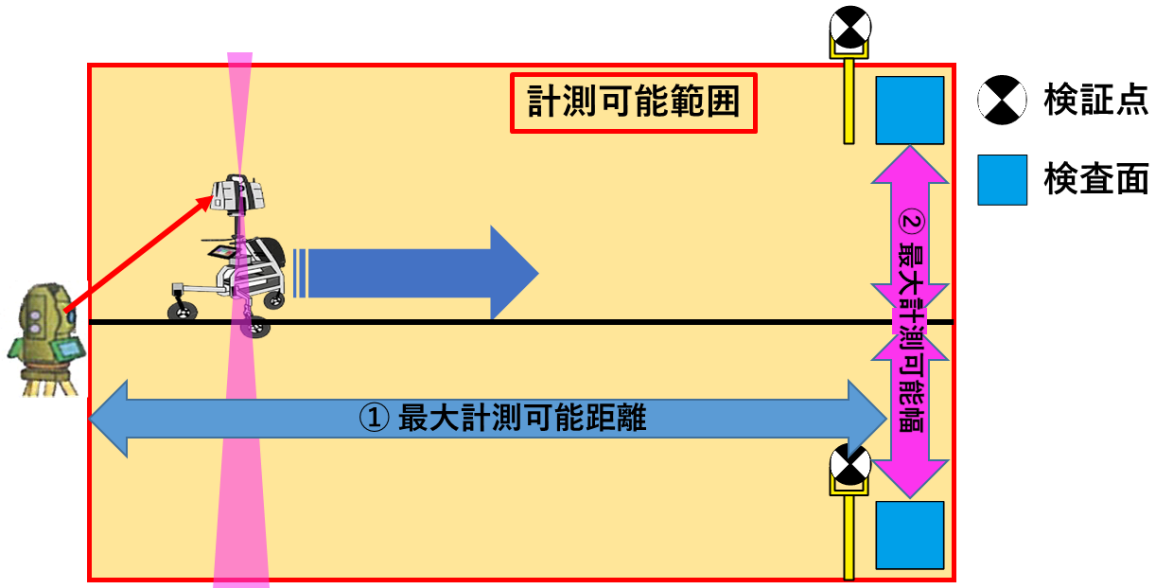 計測可能範囲
検証点
検査面
② 最大計測可能幅
① 最大計測可能距離